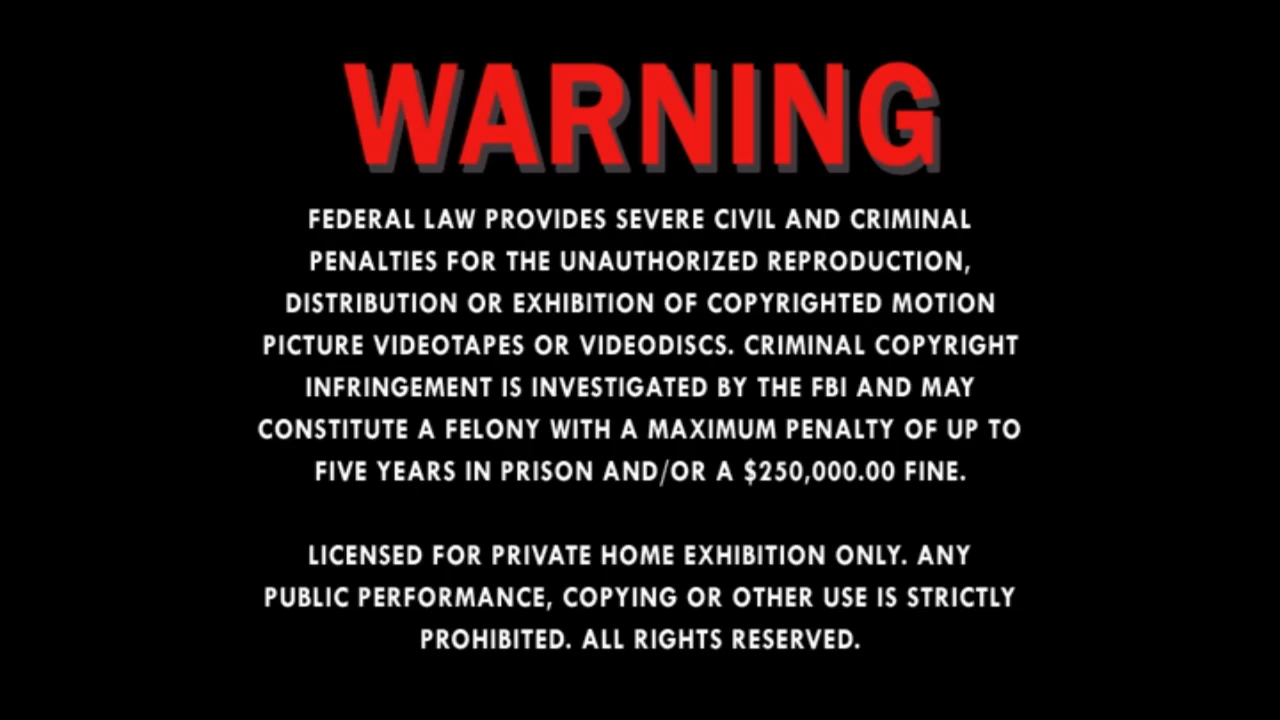 WARNING
FEDERAL LAW PROVIDES SEVERE CIVIL AND CRIMINAL
PENALTIES FOR THE UNAUTHORIZED REPRODUCTION,
DISTRIBUTION OR EXHIBITION OF COPYRIGHTED MOTION
PICTURE VIDEOTAPES OR VIDEODISCS. CRIMINAL COPYRIGHT
INFRINGEMENT IS INVESTIGATED BY THE FBI AND MAY
CONSTITUTE A FELONY WITH A MAXIMUM PENALTY OF UP TO
FIVE YEARS IN PRISON AND/OR A $250,000.00 FINE.
LICENSED FOR PRIVATE HOME EXHIBITION ONLY. ANY
PUBLIC PERFORMANCE, COPYING OR OTHER USE IS STRICTLY
PROHIBITED. ALL RIGHTS RESERVED.